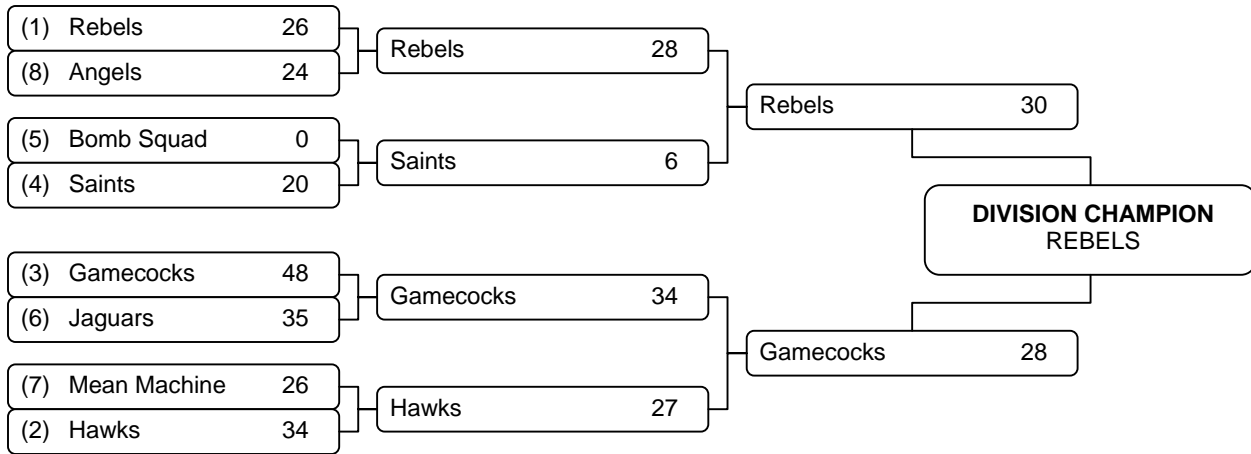 (1) Rebels 26
(8) Angels 24
(5) Bomb Squad 0
(4) Saints 20
(3) Gamecocks 48
(6) Jaguars 35
(7) Mean Machine 26
(2) Hawks 34
Rebels 28
Saints 6
Gamecocks 34
Hawks 27
Rebels 30
Gamecocks 28
DIVISION CHAMPION
REBELS